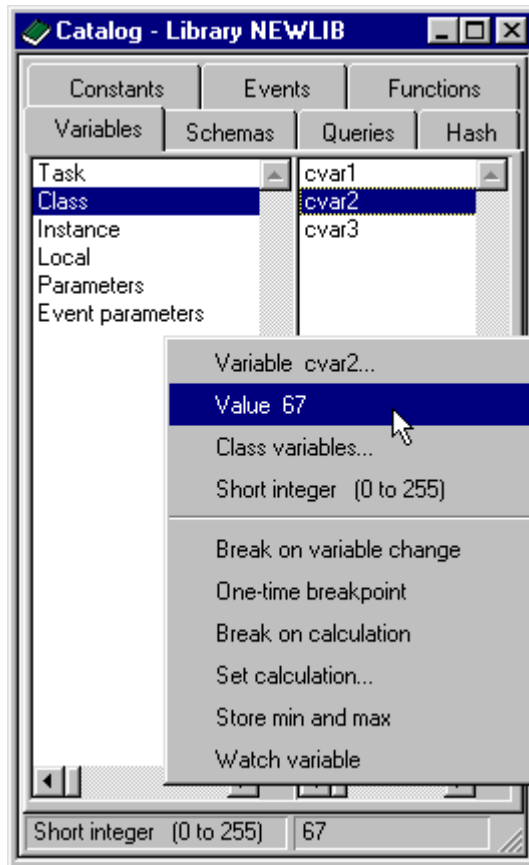 Catalog - Library NEWLIB
Constants Events Functions
Variables Schemas Queries Hash
Task
Class
Instance
Local
Parameters
Event parameters
cvar1
cvar2
cvar3
Variable cvar2...
Value 67
Class variables...
Short integer (0 to 255)
Break on variable change
One-time breakpoint
Break on calculation
Set calculation...
Store min and max
Watch variable
Short integer (0 to 255) 67